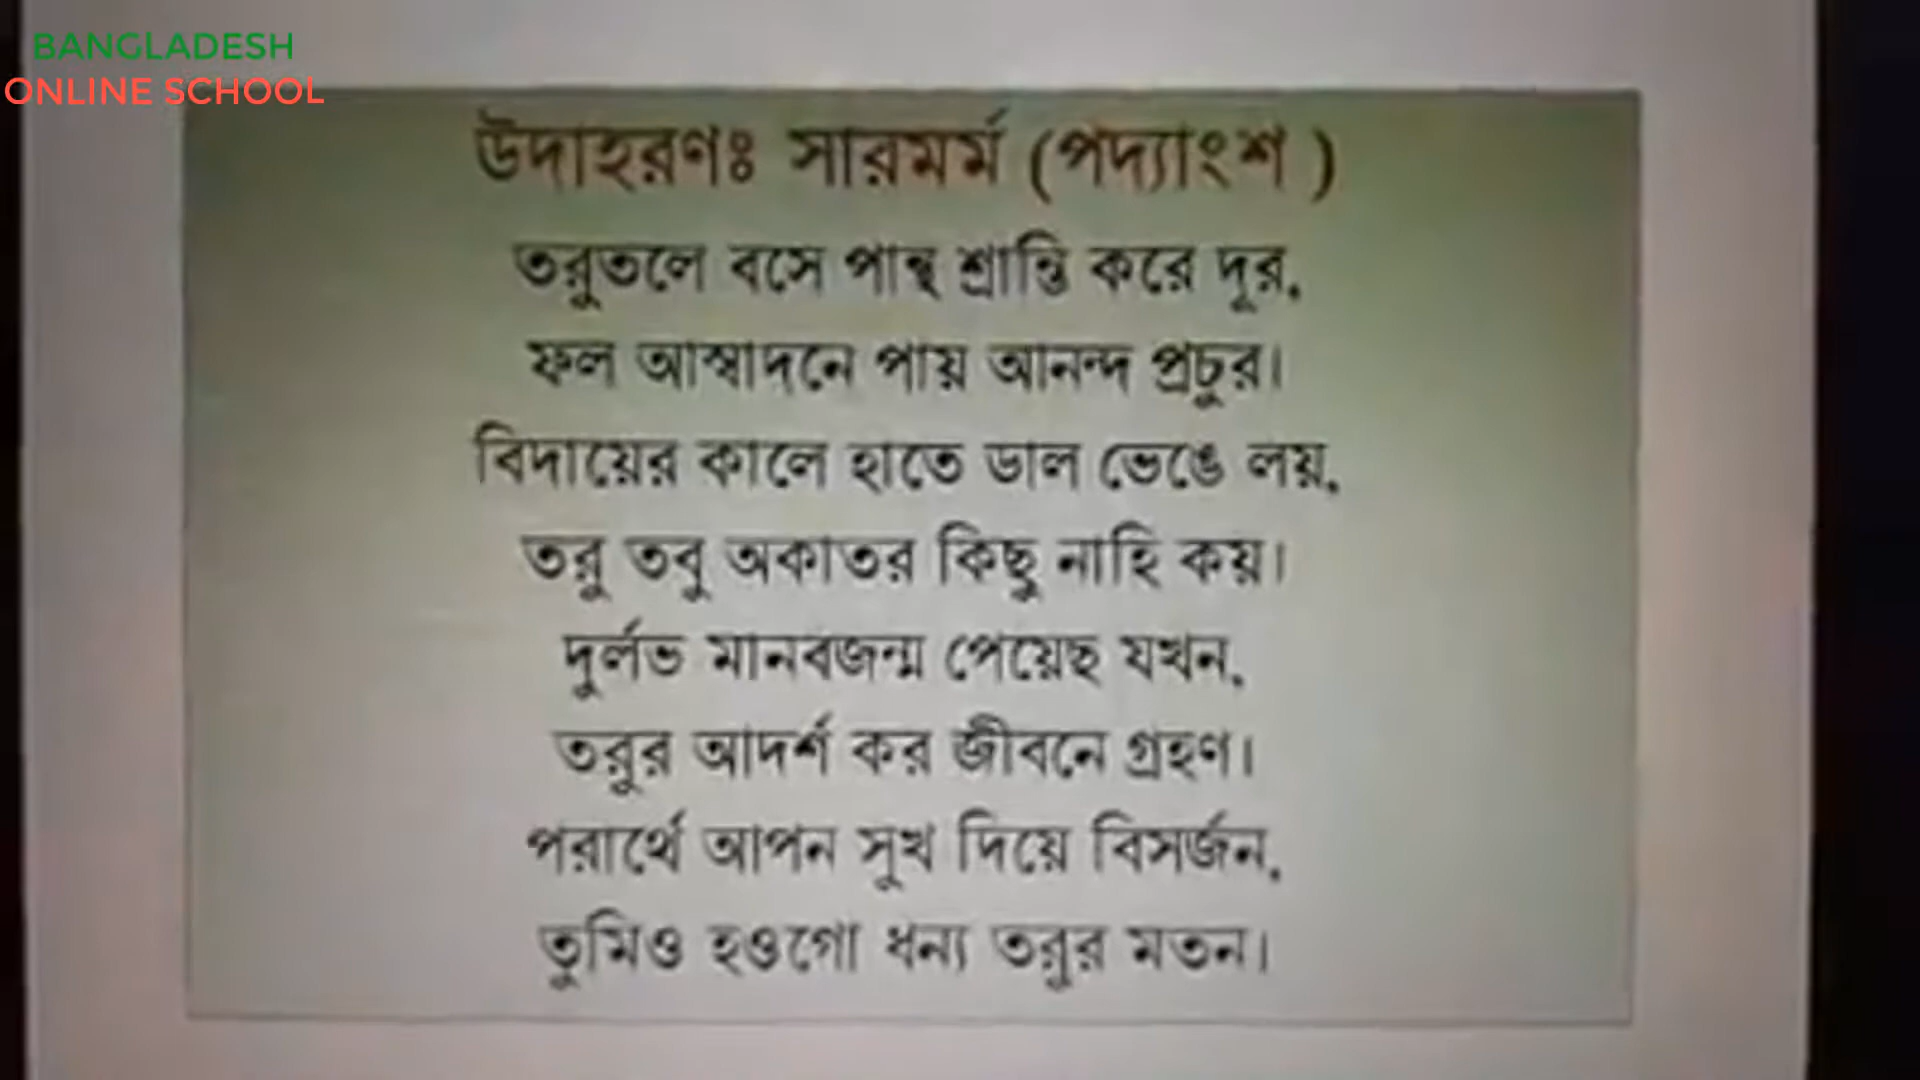 BANGLADESH
ONLINE SCHOOL
উদাহরণঃ সারমর্ম (পদ্যাংশ )
তরুতলে বসে পান্থ শ্রান্তি করে দূর,
ফল আস্বাদনে পায় আনন্দ প্রচুর।
বিদায়ের কালে হাতে ডাল ভেঙে লয়,
তরু তবু অকাতর কিছু নাহি কয়।
দুর্লভ মানবজন্ম পেয়েছ যখন,
তরুর আদর্শ কর জীবনে গ্রহণ।
পরার্থে আপন সুখ দিয়ে বিসর্জন,
তুমিও হওগো ধন্য তরুর মতন।